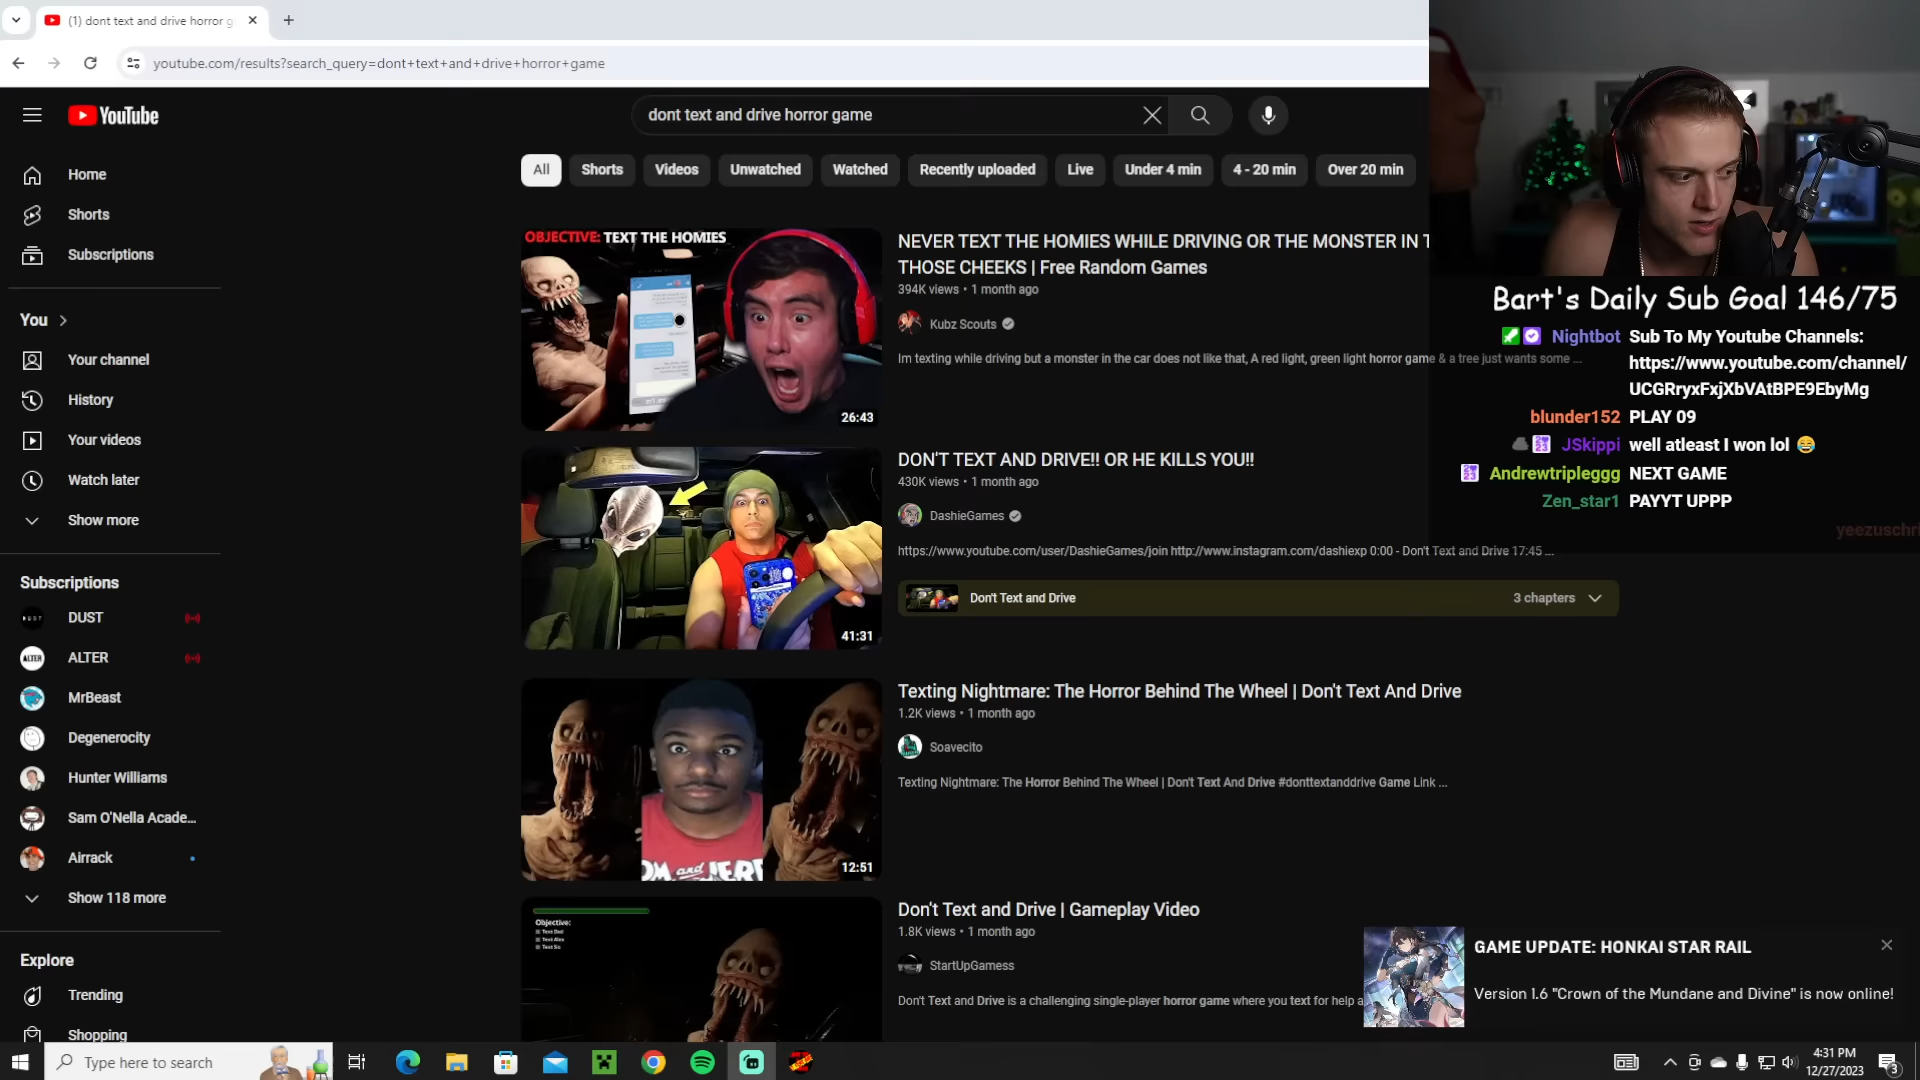 (1) dont text and drive horror g
youtube.com/results?search_query=dont+text+and+drive+horror+game
YouTube
dont text and drive horror game
All
Shorts
Videos
Unwatched
Watched
Recently uploaded
Live
Under 4 min
4 - 20 min
Over 20 min
Home
Shorts
Subscriptions
You
Your channel
History
Your videos
Watch later
Show more
Subscriptions
DUST
ALTER
MrBeast
Degenerocity
Hunter Williams
Sam O'Nella Acade...
Airrack
Show 118 more
Explore
Trending
Shopping
OBJECTIVE: TEXT THE HOMIES
26:43
NEVER TEXT THE HOMIES WHILE DRIVING OR THE MONSTER IN T
THOSE CHEEKS | Free Random Games
394K views • 1 month ago
Kubz Scouts
Im texting while driving but a monster in the car does not like that, A red light, green light horror game & a tree just wants some ...
41:31
DON'T TEXT AND DRIVE!! OR HE KILLS YOU!!
430K views • 1 month ago
DashieGames
https://www.youtube.com/user/DashieGames/join http://www.instagram.com/dashiexp 0:00 - Don't Text and Drive 17:45 ...
Don't Text and Drive
3 chapters
12:51
Texting Nightmare: The Horror Behind The Wheel | Don't Text And Drive
1.2K views • 1 month ago
Soavecito
Texting Nightmare: The Horror Behind The Wheel | Don't Text And Drive #donttextanddrive Game Link ...
Objective:
Text Dad
Text Alex
Text Sis
Don't Text and Drive | Gameplay Video
1.8K views • 1 month ago
StartUpGamess
Don't Text and Drive is a challenging single-player horror game where you text for help a
Bart's Daily Sub Goal 146/75
Nightbot Sub To My Youtube Channels:
https://www.youtube.com/channel/
UCGRryxFxjXbVAtBPE9EbyMg
blunder152 PLAY 09
JSkippi well atleast I won lol 😂
Andrewtripleggg NEXT GAME
Zen_star1 PAYYT UPPP
yeezuschri
GAME UPDATE: HONKAI STAR RAIL
Version 1.6 "Crown of the Mundane and Divine" is now online!
Type here to search
4:31 PM
12/27/2023
3